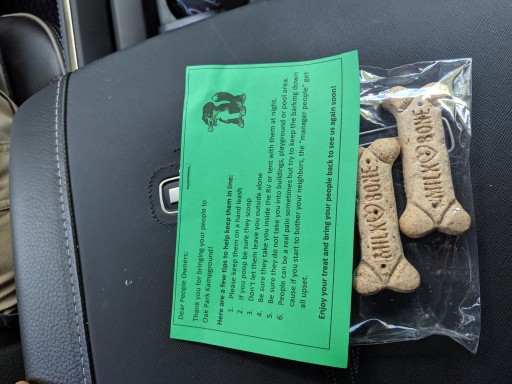 Dear People Owners:
Thank you for bringing your people to
Oak Park Kampground!
Here are a few tips to help keep them in line:
1. Please keep them on a hand leash
2. If you poop be sure they scoop
3. Don't let them leave you outside alone
4. Be sure they take you inside the RV or tent with them at night.
5. Be sure they do not take you into buildings, playground or pool area.
6. People can be a real pain sometimes but try to keep the barking down
cause if you start to bother your neighbors, the "manager people" get
all upset.
Enjoy your treat and bring your people back to see us again soon!
MILK BONE
MILK BONE